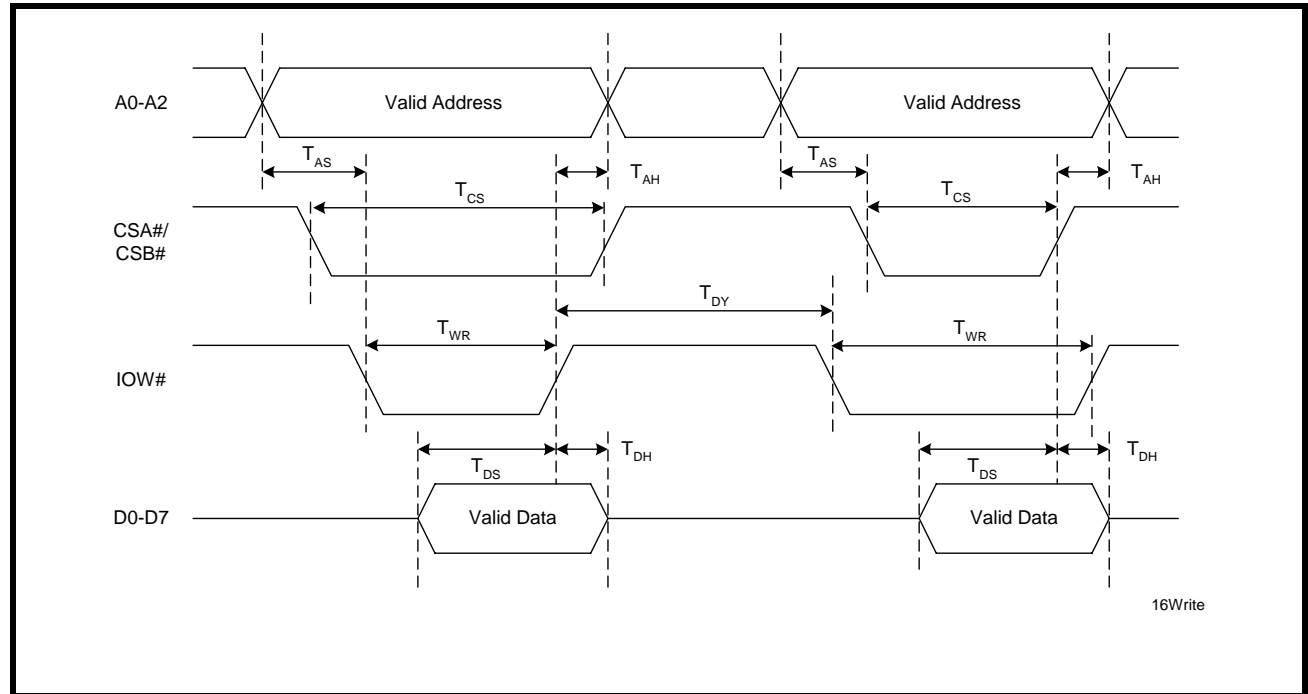 A0-A2
Valid Address
Valid Address
TAS
TAH
TAS
TAH
TCS
TCS
CSA#/
CSB#
TDY
TWR
TWR
IOW#
TDS
TDH
TDS
TDH
D0-D7
Valid Data
Valid Data
16Write